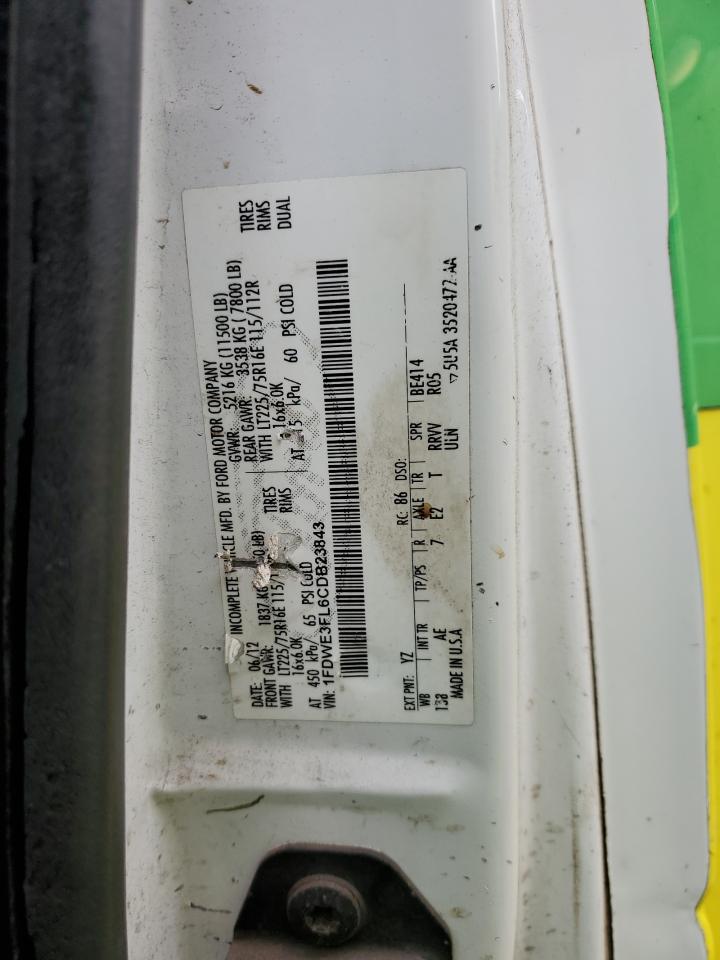 INCOMPLETE VEHICLE MFD. BY FORD MOTOR COMPANY
DATE: 06/12 GVWR: 5216 KG (11500 LB)
FRONT GAWR: 1837 KG LB) REAR GAWR: 3538 KG ( 7800 LB)
WITH LT225/75R16E 115/ TIRES WITH LT225/75R16E 115/112R TIRES
16x6.0K RIMS 16x6.0K RIMS
AT 450 kPa/ 65 PSI COLD AT kPa/ 60 PSI COLD DUAL
VIN: 1FDWE3FL6CDB23843
EXT PNT: YZ RC: 86 DSO:
WB INT TR TP/PS R AXLE TR SPR BE414
138 AE 7 E2 T RRVV R05
MADE IN U.S.A ULN ▽5U5A 3520472 AA